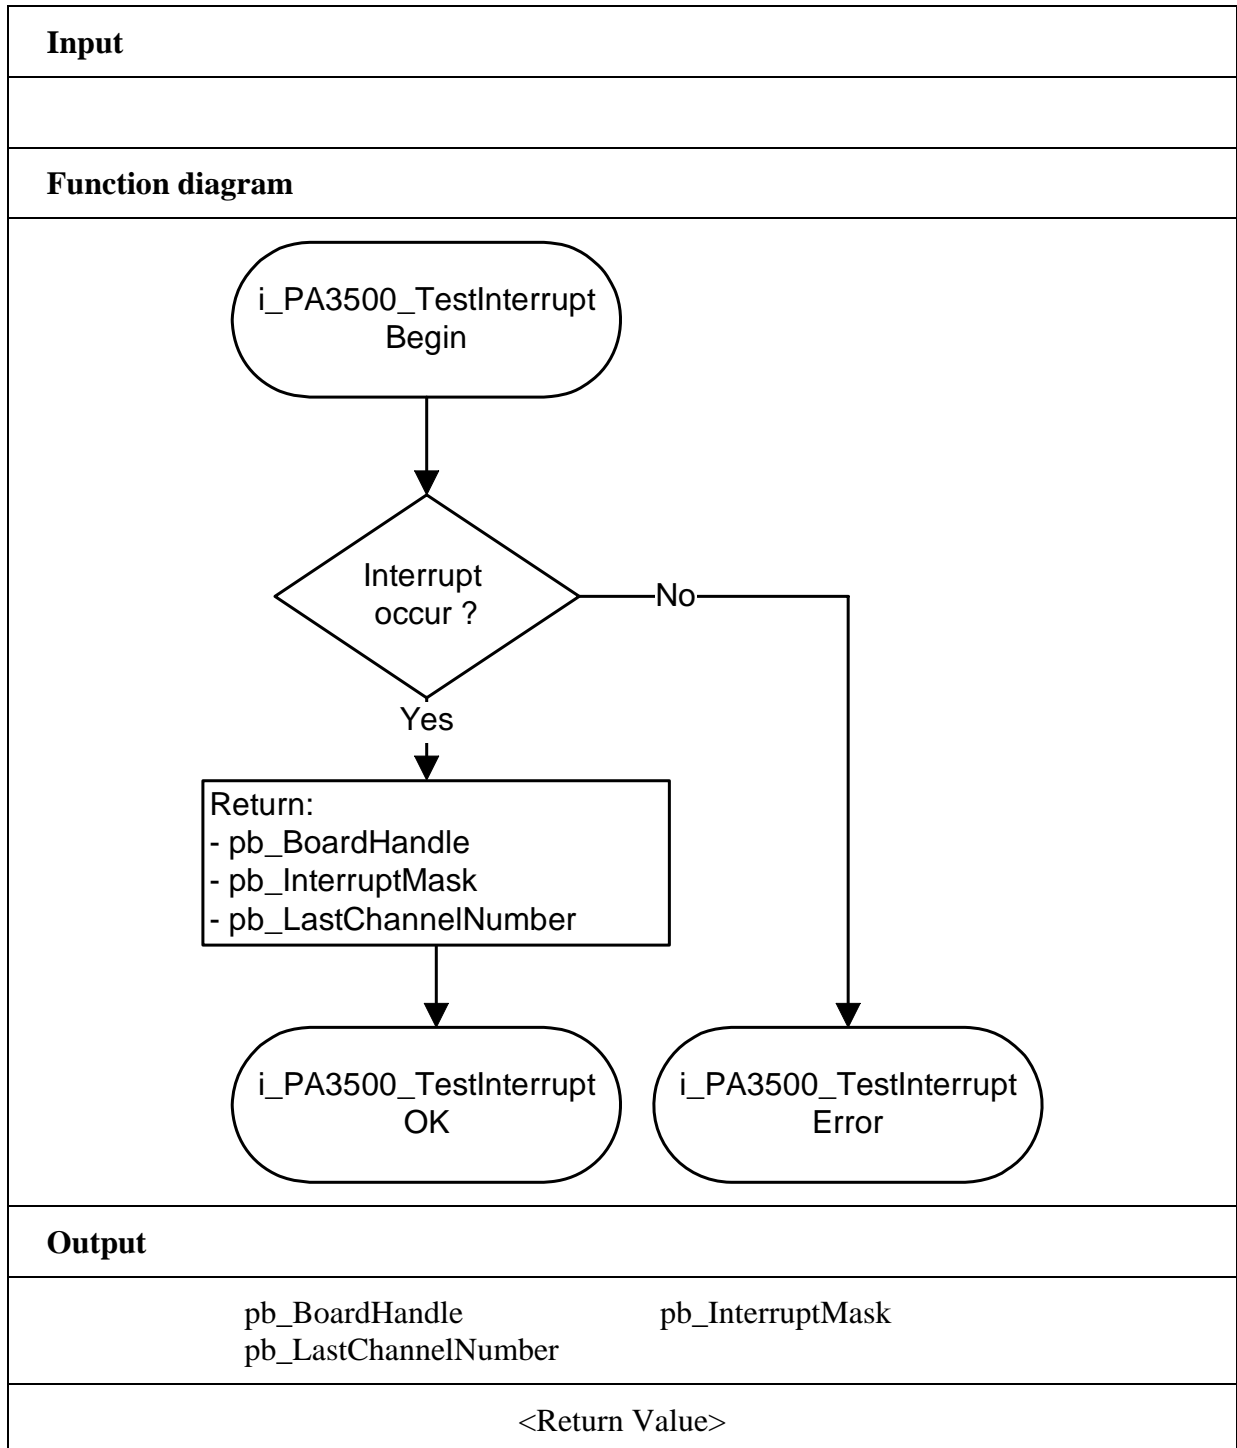 Input
Function diagram
i_PA3500_TestInterrupt
Begin
Interrupt
occur ?
No
Yes
Return:
- pb_BoardHandle
- pb_InterruptMask
- pb_LastChannelNumber
i_PA3500_TestInterrupt
OK
i_PA3500_TestInterrupt
Error
Output
pb_BoardHandle pb_InterruptMask
pb_LastChannelNumber
<Return Value>